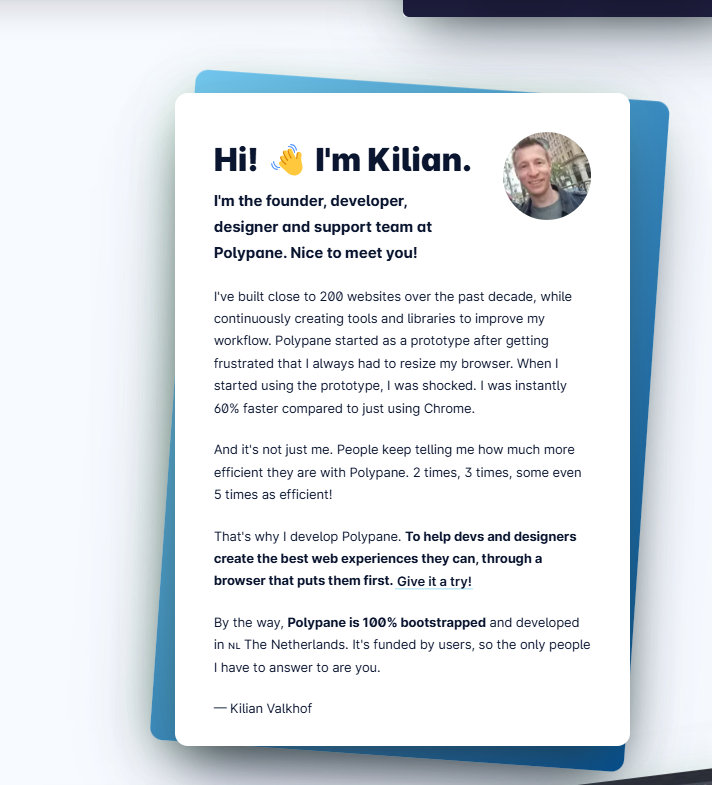 Hi! 👋 I'm Kilian.
I'm the founder, developer,
designer and support team at
Polypane. Nice to meet you!
I've built close to 200 websites over the past decade, while
continuously creating tools and libraries to improve my
workflow. Polypane started as a prototype after getting
frustrated that I always had to resize my browser. When I
started using the prototype, I was shocked. I was instantly
60% faster compared to just using Chrome.
And it's not just me. People keep telling me how much more
efficient they are with Polypane. 2 times, 3 times, some even
5 times as efficient!
That's why I develop Polypane. To help devs and designers
create the best web experiences they can, through a
browser that puts them first. Give it a try!
By the way, Polypane is 100% bootstrapped and developed
in NL The Netherlands. It's funded by users, so the only people
I have to answer to are you.
— Kilian Valkhof